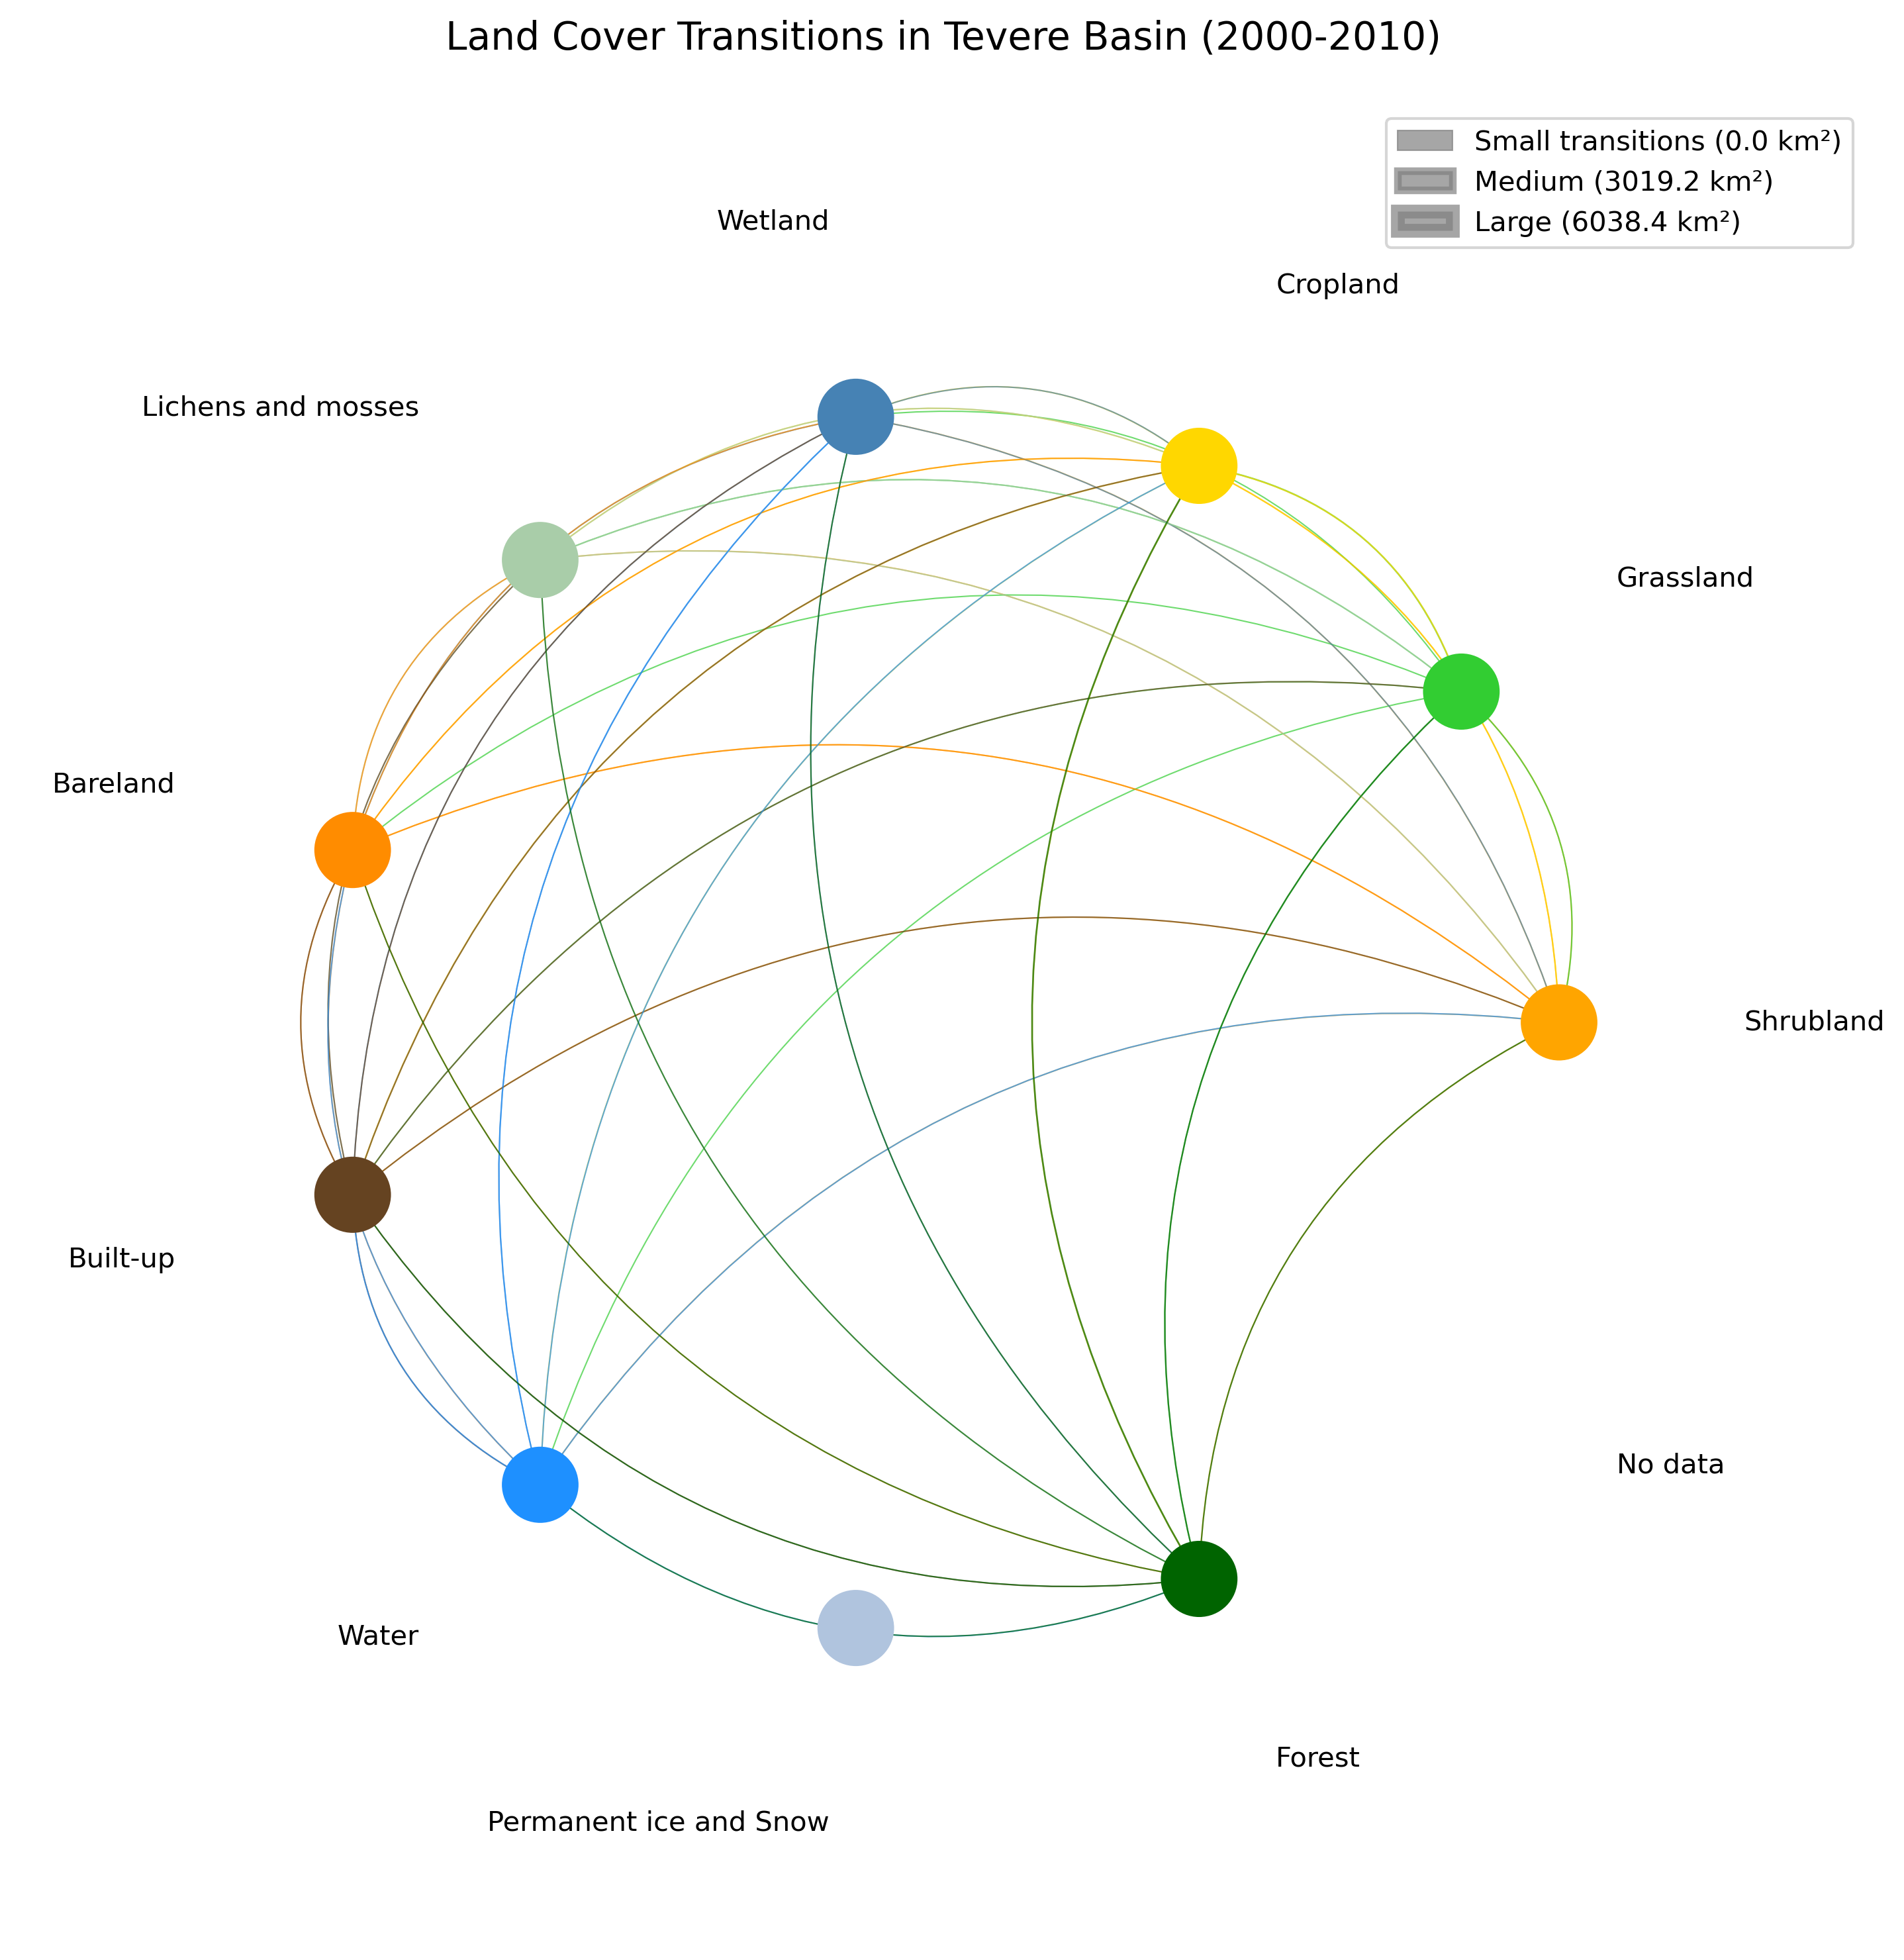 Land Cover Transitions in Tevere Basin (2000-2010)
Small transitions (0.0 km²)
Medium (3019.2 km²)
Large (6038.4 km²)
Wetland
Cropland
Lichens and mosses
Grassland
Bareland
Shrubland
Built-up
No data
Water
Forest
Permanent ice and Snow